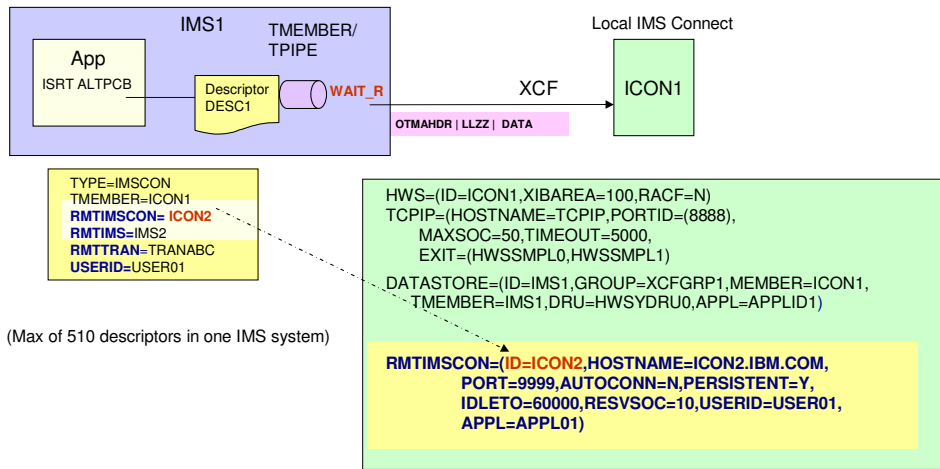 IMS1
TMEMBER/
TPIPE
Local IMS Connect
App
ISRT ALTPCB
Descriptor
DESC1
WAIT_R
XCF
ICON1
OTMAHDR | LLZZ | DATA
TYPE=IMSCON
TMEMBER=ICON1
RMTIMSCON= ICON2
RMTIMS=IMS2
RMTTRAN=TRANABC
USERID=USER01
(Max of 510 descriptors in one IMS system)
HWS=(ID=ICON1,XIBAREA=100,RACF=N)
TCPIP=(HOSTNAME=TCPIP,PORTID=(8888),
MAXSOC=50,TIMEOUT=5000,
EXIT=(HWSSMPL0,HWSSMPL1)
DATASTORE=(ID=IMS1,GROUP=XCFGRP1,MEMBER=ICON1,
TMEMBER=IMS1,DRU=HWSYDRU0,APPL=APPLID1)
RMTIMSCON=(ID=ICON2,HOSTNAME=ICON2.IBM.COM,
PORT=9999,AUTOCONN=N,PERSISTENT=Y,
IDLETO=60000,RESVSOC=10,USERID=USER01,
APPL=APPL01)